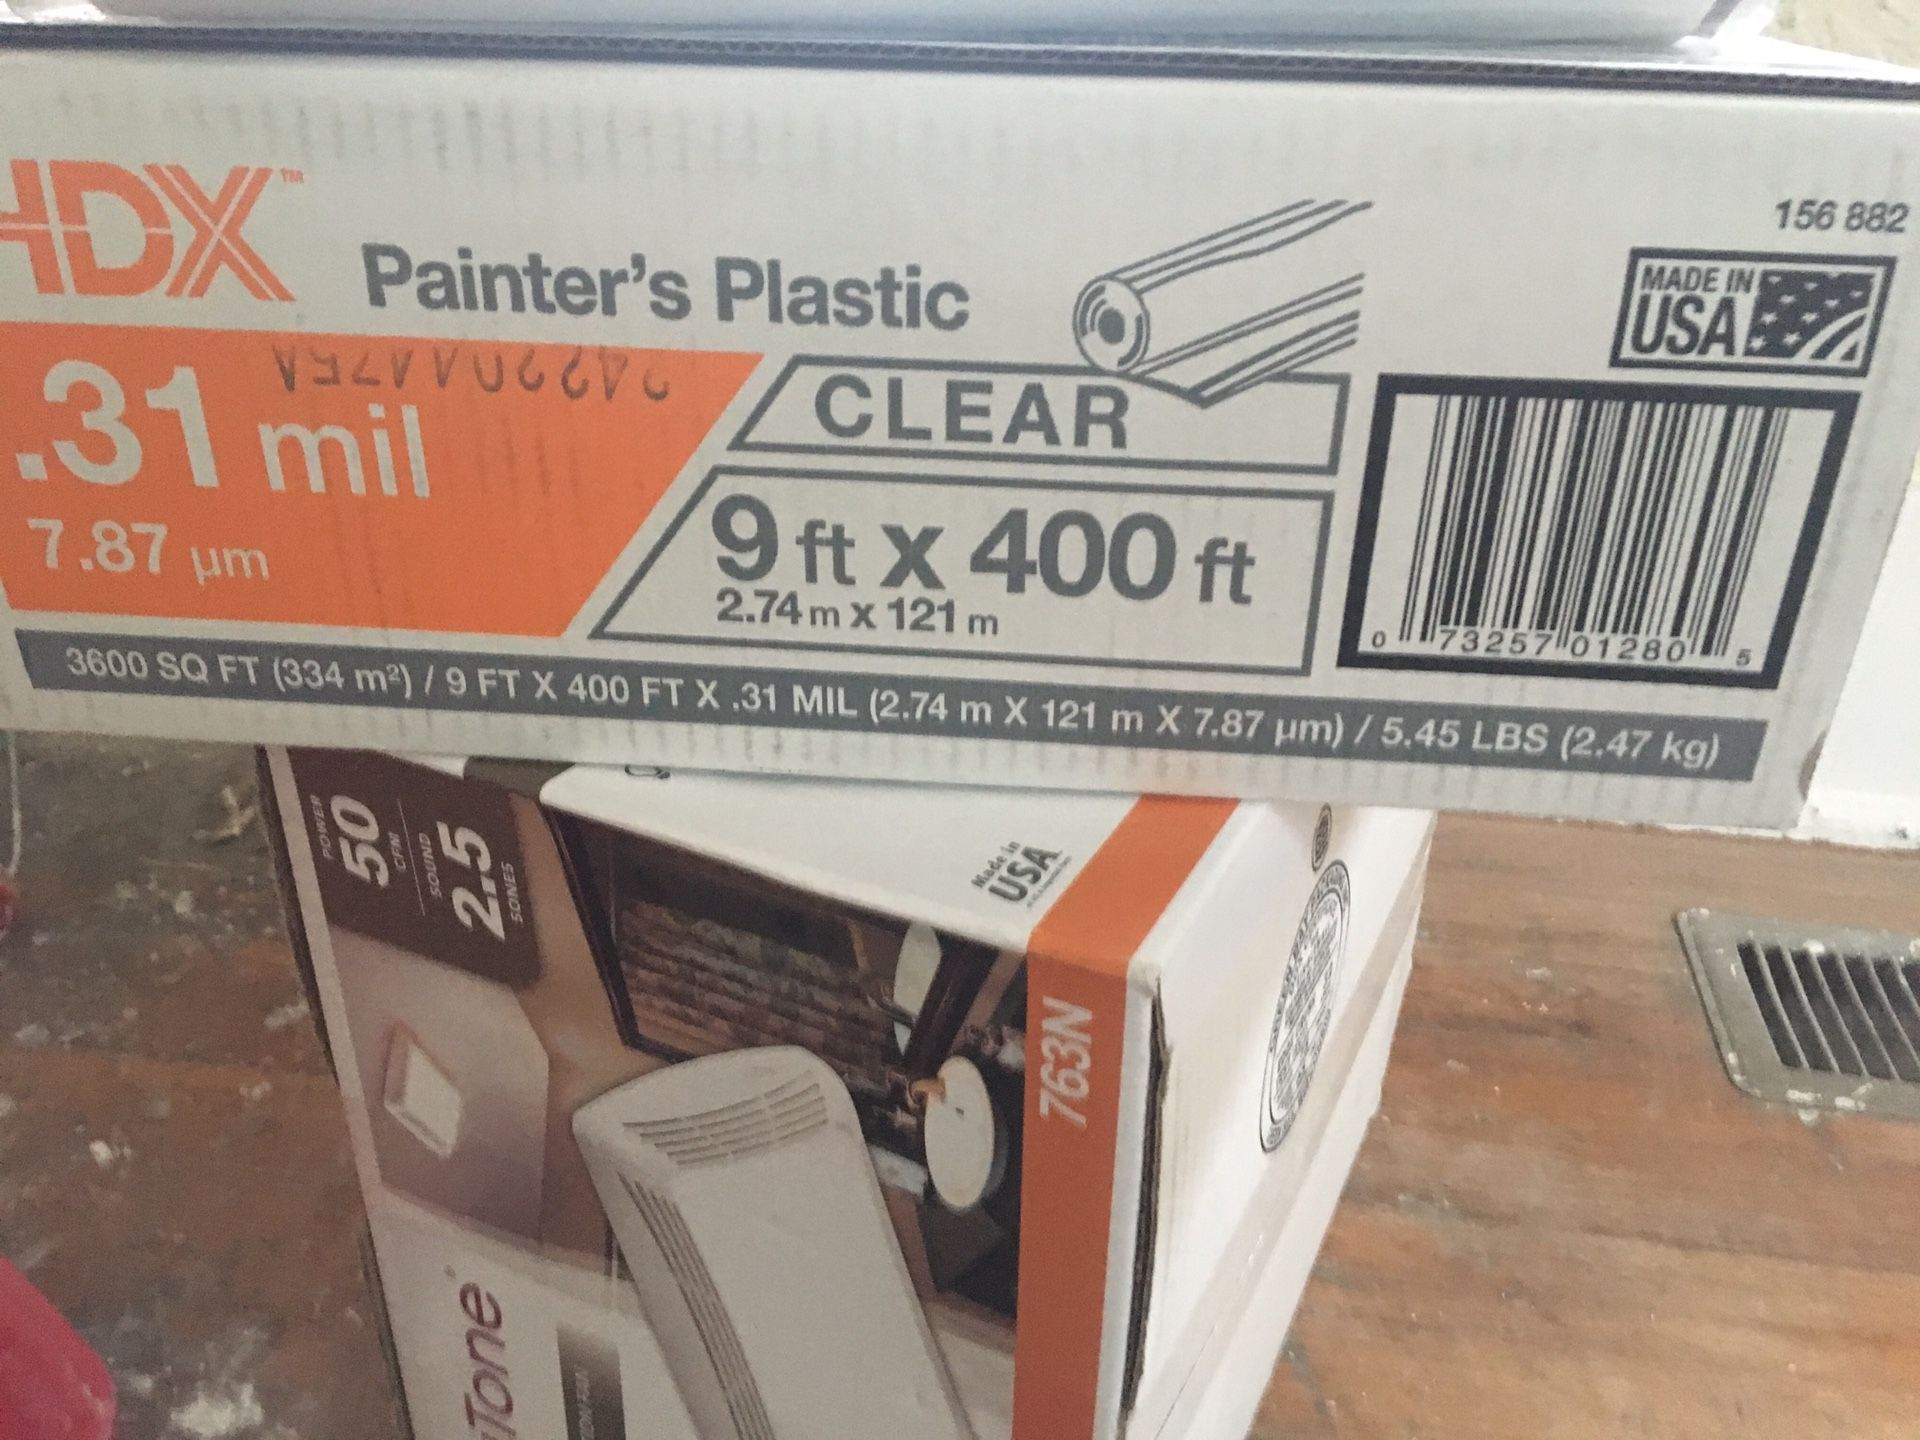 HDX™
Painter's Plastic
156 882
MADE IN
USA
.31 mil
7.87 µm
CLEAR
9 ft x 400 ft
2.74 m x 121 m
0 73257 01280 5
3600 SQ FT (334 m²) / 9 FT X 400 FT X .31 MIL (2.74 m X 121 m X 7.87 µm) / 5.45 LBS (2.47 kg)
POWER
50
CFM
SOUND
2.5
SONES
Made in
USA
763N
Tone